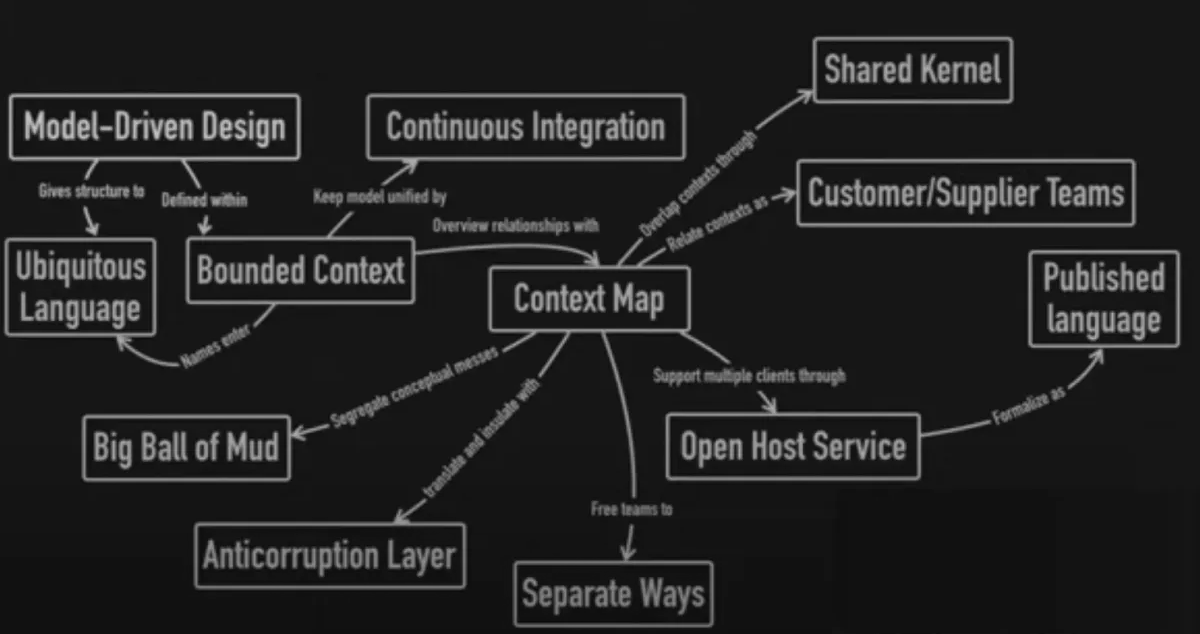 Shared Kernel
Model-Driven Design
Continuous Integration
Overlap contexts through
Customer/Supplier Teams
Gives structure to
Defined within
Keep model unified by
Relate contexts as
Overview relationships with
Ubiquitous
Language
Bounded Context
Context Map
Published
language
Names enter
Segregate conceptual messes
translate and insulate with
Support multiple clients through
Formalize as
Big Ball of Mud
Open Host Service
Free teams to
Anticorruption Layer
Separate Ways